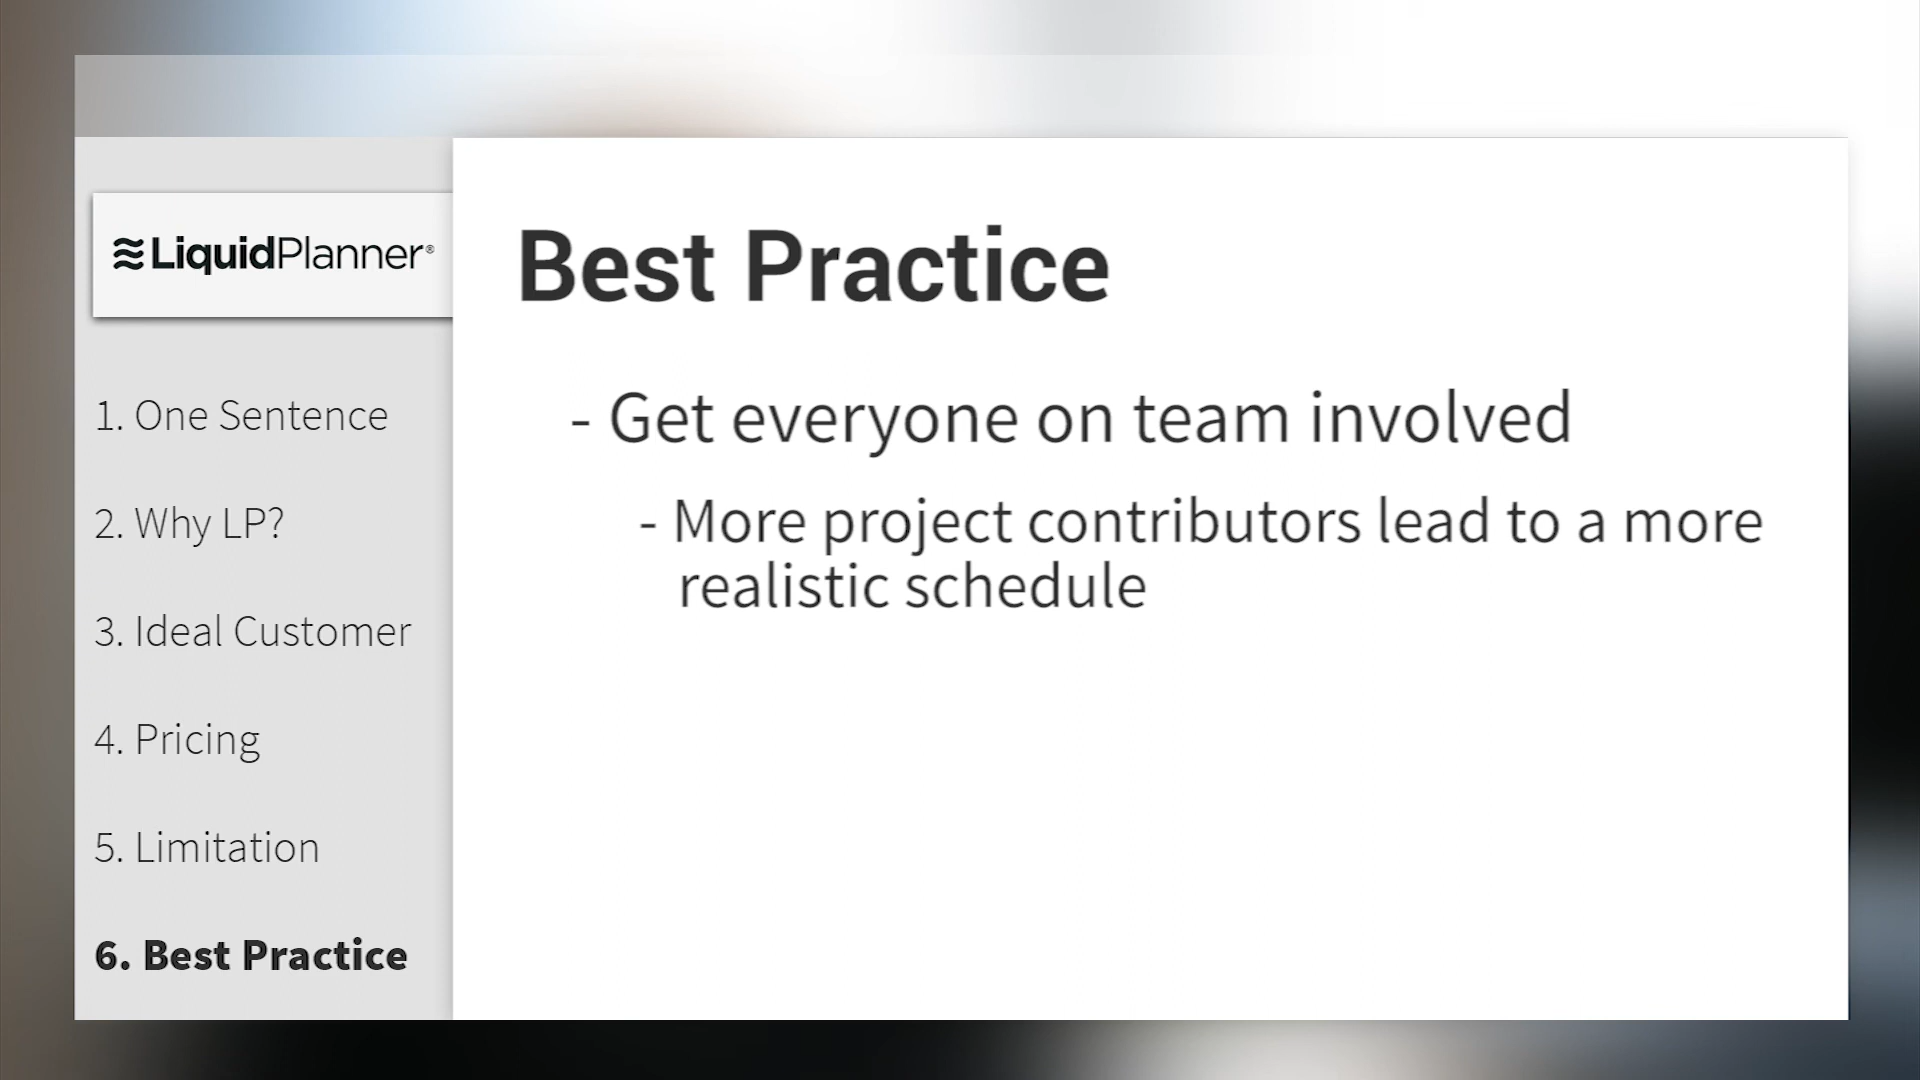 LiquidPlanner®
1. One Sentence
2. Why LP?
3. Ideal Customer
4. Pricing
5. Limitation
6. Best Practice
Best Practice
- Get everyone on team involved
- More project contributors lead to a more
realistic schedule